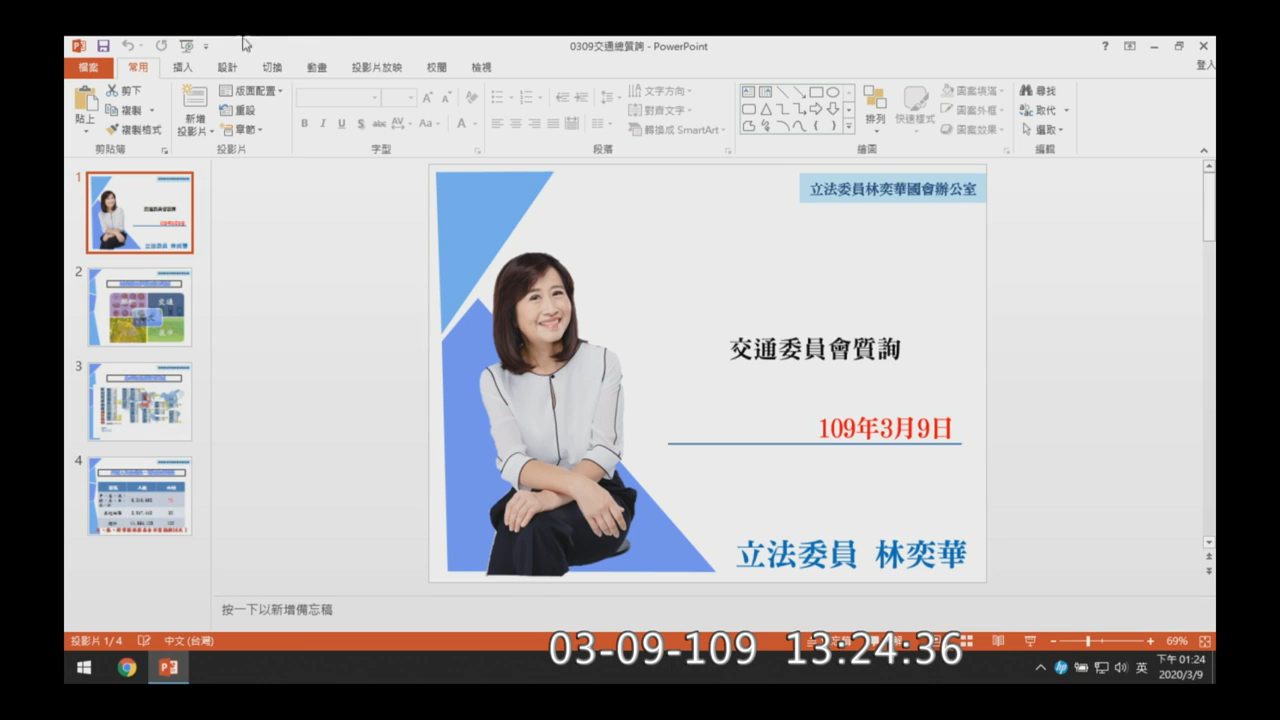 0309交通總質詢 - PowerPoint
?
登入
檔案 常用 插入 設計 切換 動畫 投影片放映 校閱 檢視
貼上
剪下
複製
複製格式
剪貼簿
新增
投影片
版面配置
重設
章節
投影片
B I U S abc AV Aa A
字型
文字方向
對齊文字
轉換成 SmartArt
段落
排列
快速樣式
圖案填滿
圖案外框
圖案效果
繪圖
尋找
取代
選取
編輯
1
2
3
4
立法委員林奕華國會辦公室
交通委員會質詢
109年3月9日
立法委員 林奕華
按一下以新增備忘稿
投影片 1/4 中文(台灣)
69%
03-09-109 13:24:36
英
下午 01:24
2020/3/9